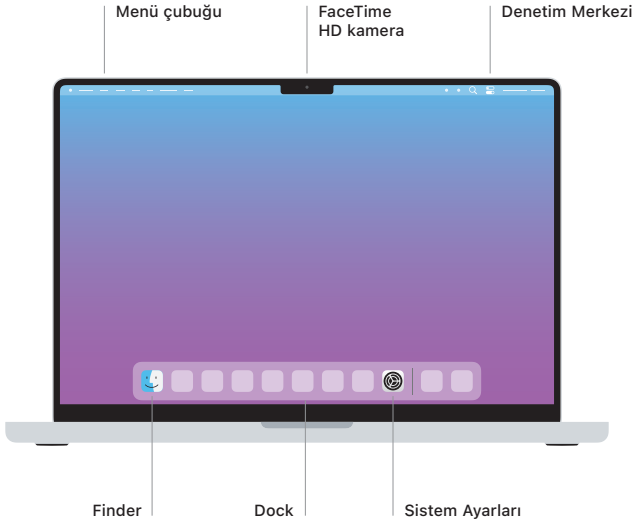 Menü çubuğu
FaceTime
HD kamera
Denetim Merkezi
Finder
Dock
Sistem Ayarları